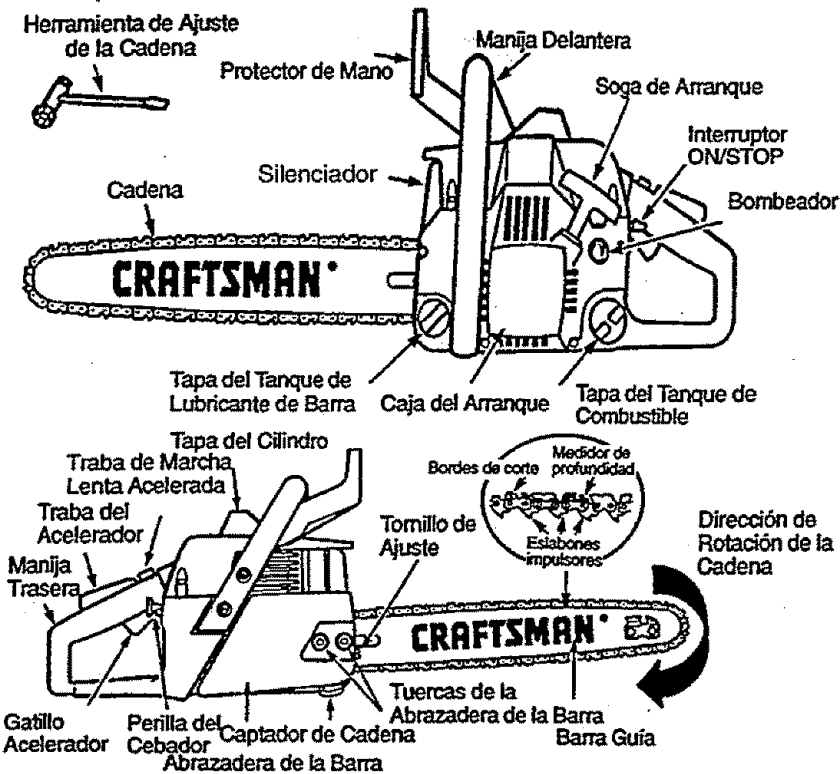 Herramienta de Ajuste
de la Cadena
Protector de Mano
Manija Delantera
Soga de Arranque
Interruptor
ON/STOP
Bombeador
Silenciador
Cadena
CRAFTSMAN
Tapa del Tanque de
Lubricante de Barra
Caja del Arranque
Tapa del Tanque de
Combustible
Tapa del Cilindro
Traba de Marcha
Lenta Acelerada
Traba del
Acelerador
Manija
Trasera
Bordes de corte
Medidor de
profundidad
Eslabones
impulsores
Tornillo de
Ajuste
Dirección de
Rotación de la
Cadena
CRAFTSMAN
Tuercas de la
Abrazadera de la Barra
Barra Guía
Gatillo
Acelerador
Perilla del
Cebador
Captador de Cadena
Abrazadera de la Barra